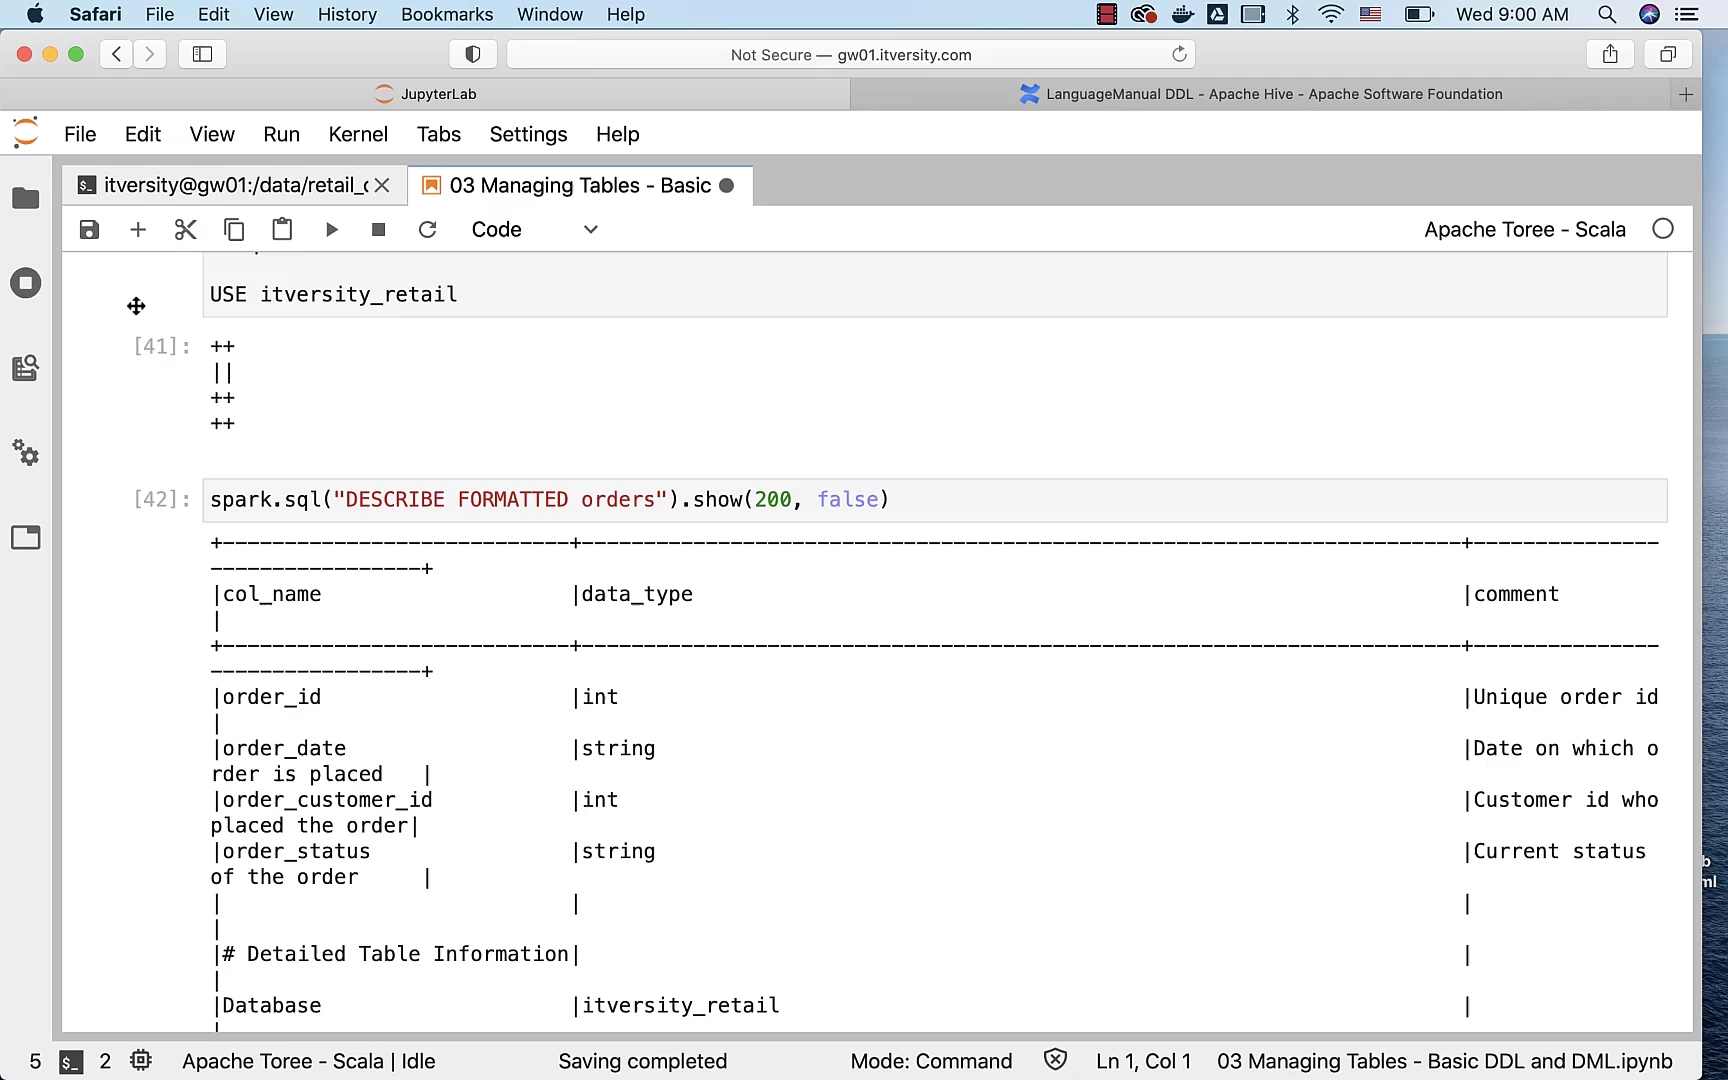 Safari File Edit View History Bookmarks Window Help Wed 9:00 AM
Not Secure — gw01.itversity.com
JupyterLab LanguageManual DDL - Apache Hive - Apache Software Foundation
File Edit View Run Kernel Tabs Settings Help
itversity@gw01:/data/retail_ 03 Managing Tables - Basic
Code Apache Toree - Scala
USE itversity_retail
[41]: ++
||
++
++
[42]: spark.sql("DESCRIBE FORMATTED orders").show(200, false)
+----------------------------+-----------------------------------------------------------------------+---------------
-----------------+
|col_name |data_type |comment
|
+----------------------------+-----------------------------------------------------------------------+---------------
-----------------+
|order_id |int |Unique order id
|
|order_date |string |Date on which o
rder is placed |
|order_customer_id |int |Customer id who
placed the order|
|order_status |string |Current status
of the order |
| | |
|
|# Detailed Table Information| |
|
|Database |itversity_retail |
5 $_ 2 Apache Toree - Scala | Idle Saving completed Mode: Command Ln 1, Col 1 03 Managing Tables - Basic DDL and DML.ipynb